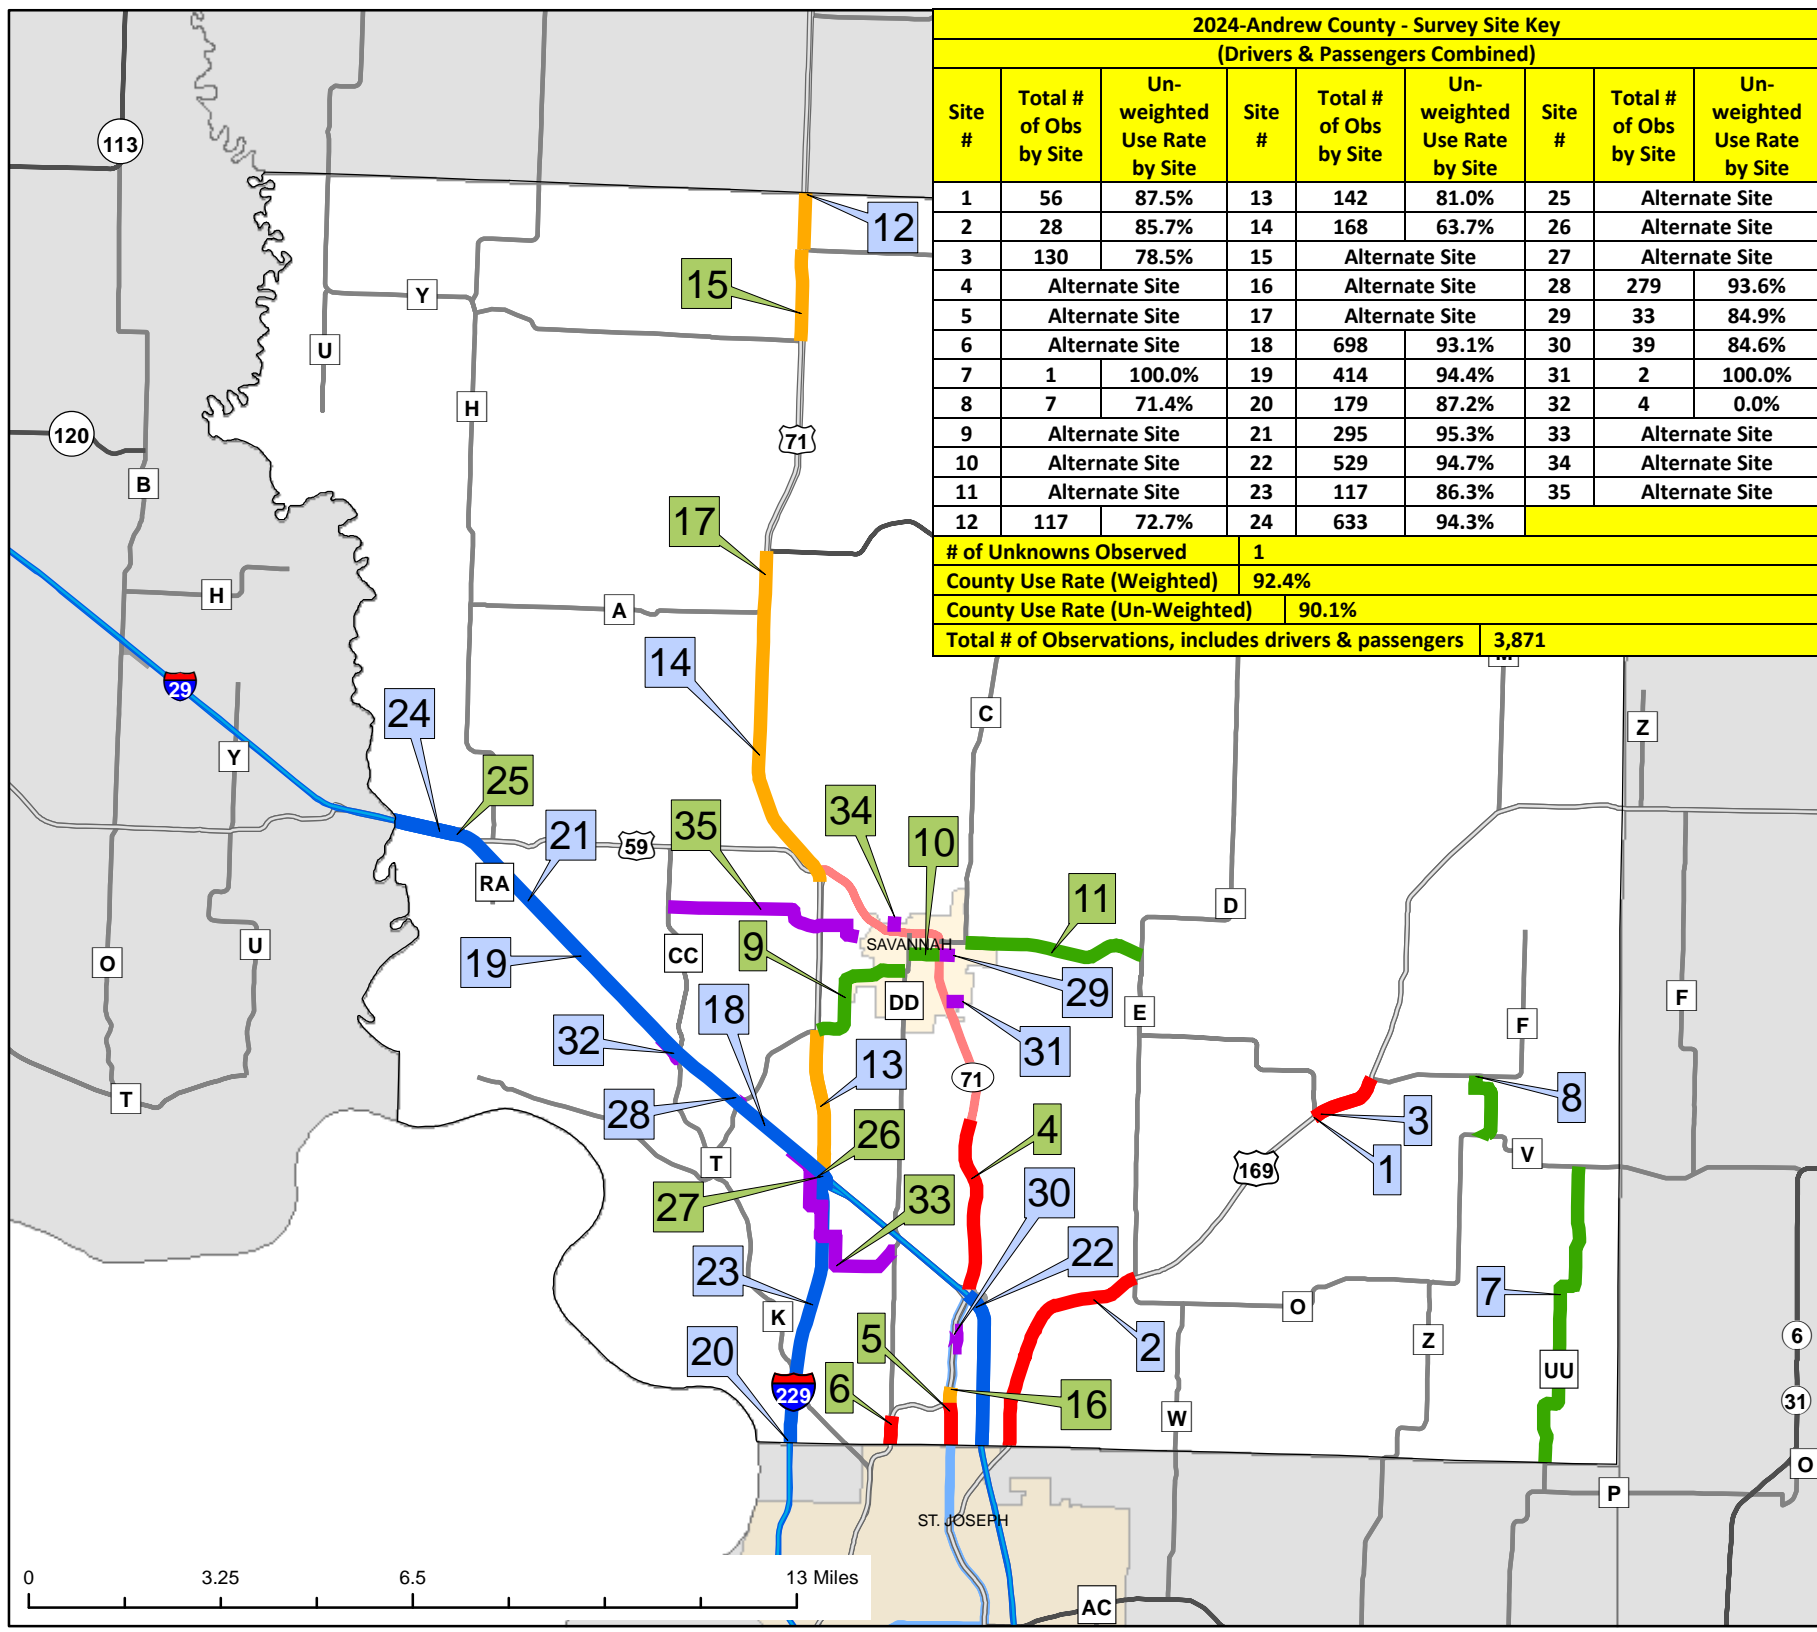 2024-Andrew County - Survey Site Key
(Drivers & Passengers Combined)
Site # Total # of Obs by Site Un-weighted Use Rate by Site Site # Total # of Obs by Site Un-weighted Use Rate by Site Site # Total # of Obs by Site Un-weighted Use Rate by Site
1 56 87.5% 13 142 81.0% 25 Alternate Site
2 28 85.7% 14 168 63.7% 26 Alternate Site
3 130 78.5% 15 Alternate Site 27 Alternate Site
4 Alternate Site 16 Alternate Site 28 279 93.6%
5 Alternate Site 17 Alternate Site 29 33 84.9%
6 Alternate Site 18 698 93.1% 30 39 84.6%
7 1 100.0% 19 414 94.4% 31 2 100.0%
8 7 71.4% 20 179 87.2% 32 4 0.0%
9 Alternate Site 21 295 95.3% 33 Alternate Site
10 Alternate Site 22 529 94.7% 34 Alternate Site
11 Alternate Site 23 117 86.3% 35 Alternate Site
12 117 72.7% 24 633 94.3%
# of Unknowns Observed 1
County Use Rate (Weighted) 92.4%
County Use Rate (Un-Weighted) 90.1%
Total # of Observations, includes drivers & passengers 3,871
113
12
15
Y
U
H
120
71
B
17
H
A
14
29
24
C
Z
Y
25
21
59
35
34
10
RA
11
D
SAVANNAH
O
U
19
CC
9
DD
29
F
E
18
32
31
F
13
71
T
28
8
3
26
4
T
169
1
V
27
33
30
23
22
7
K
O
2
Z
6
20
5
UU
229
6
16
W
31
O
P
ST. JOSEPH
0 3.25 6.5 13 Miles
AC